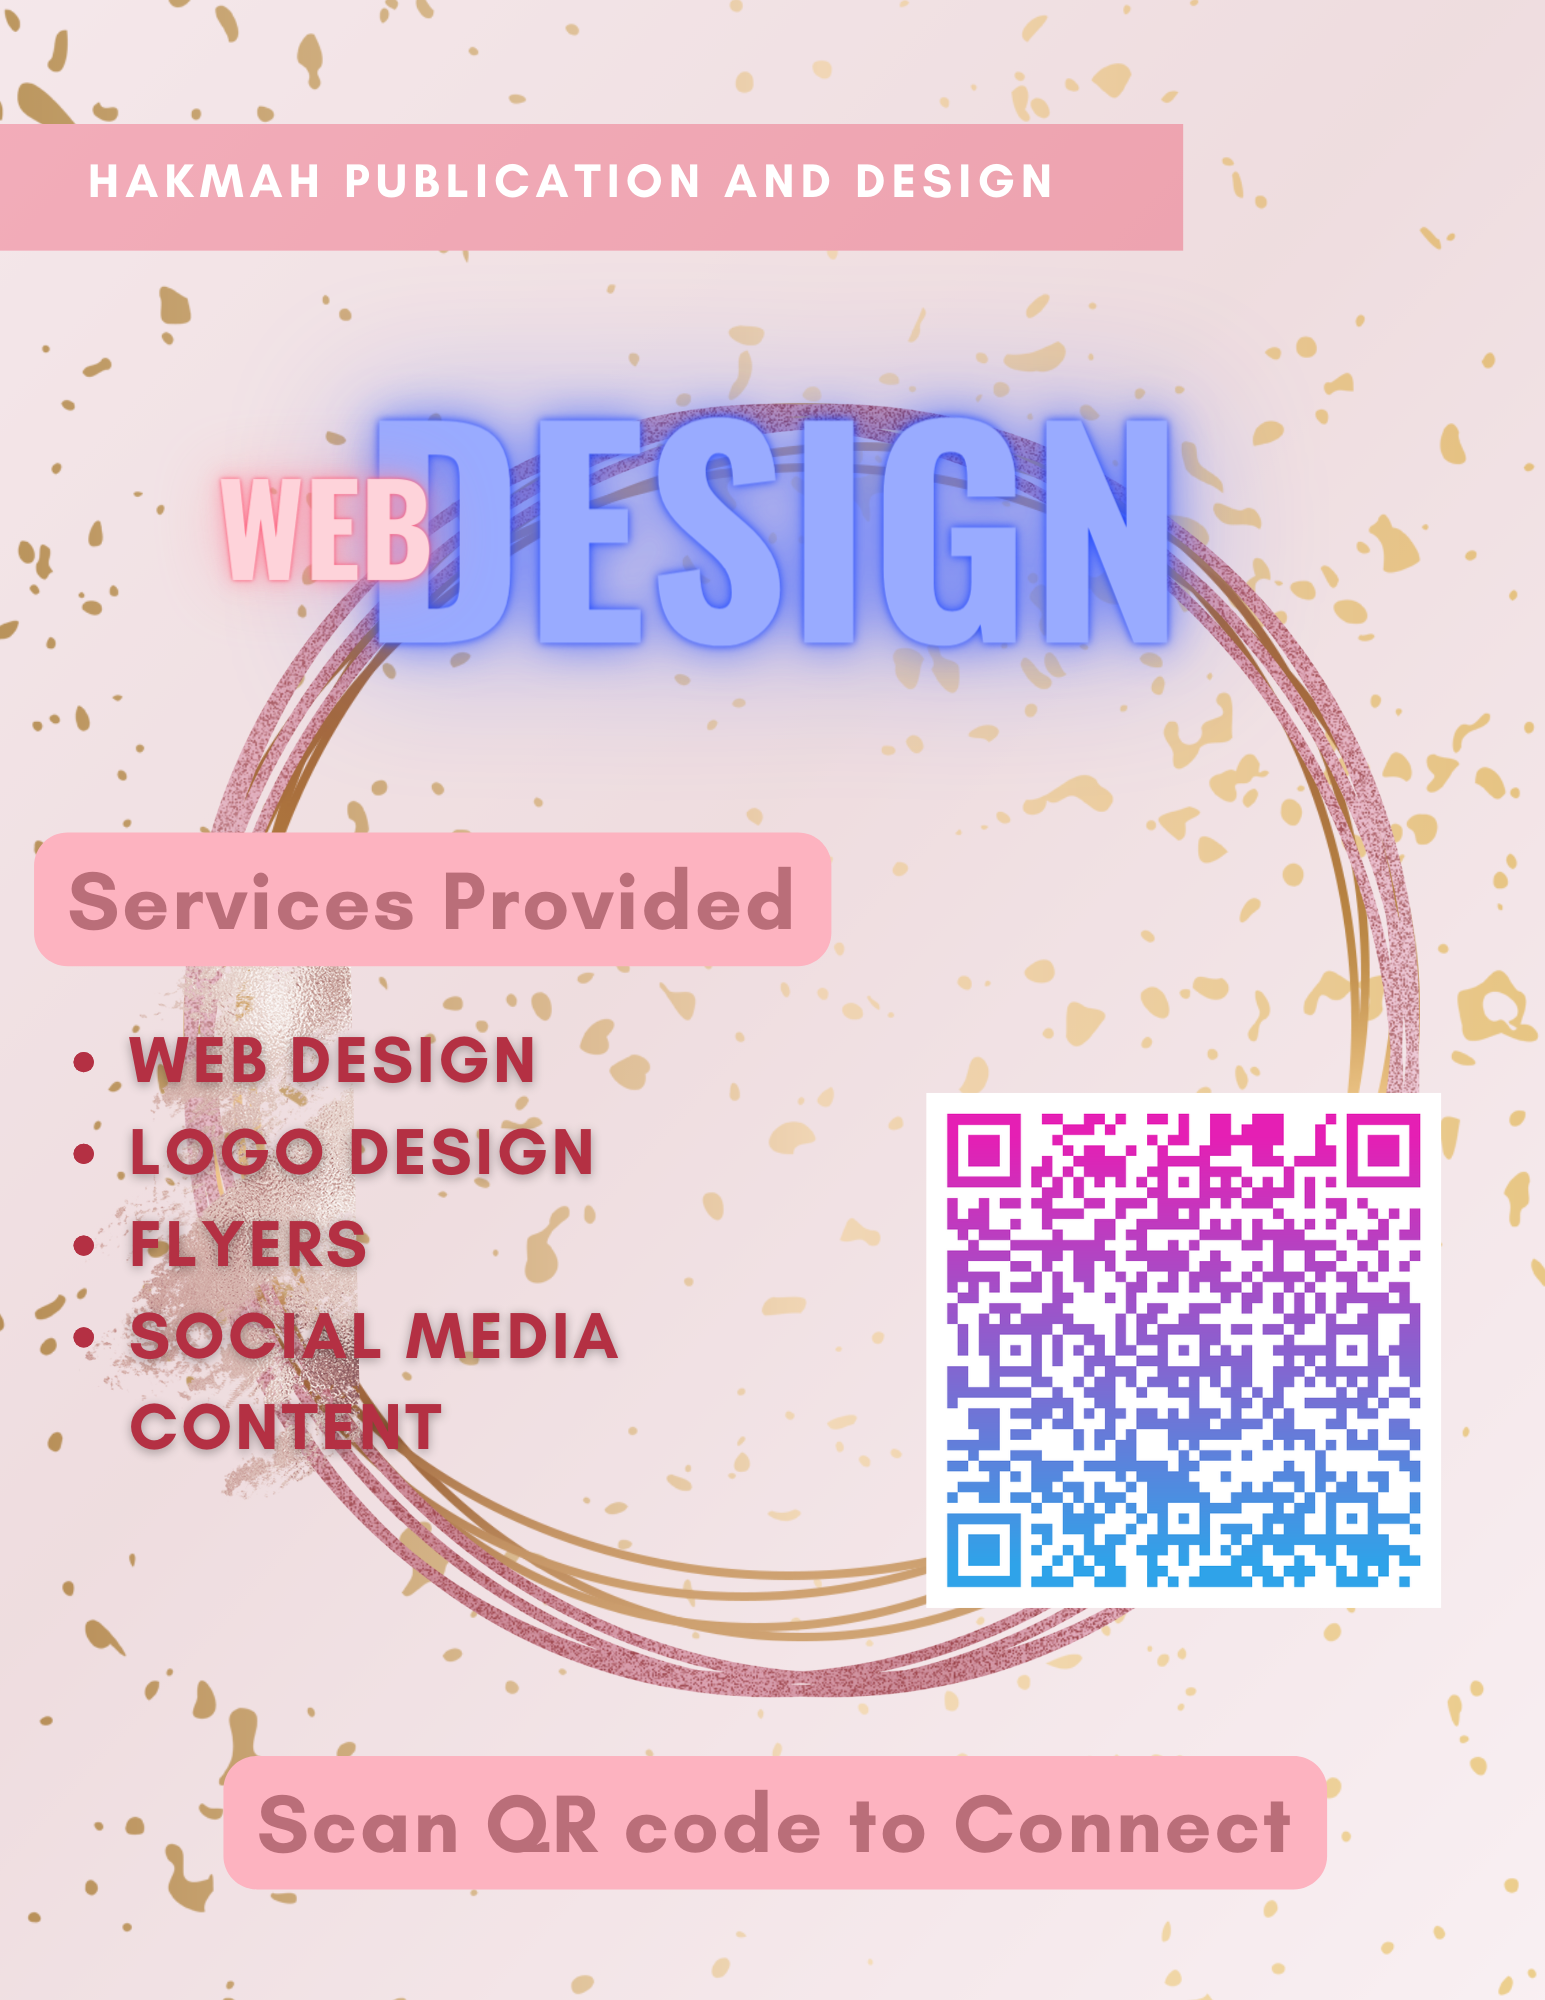 HAKMAH PUBLICATION AND DESIGN
WEB DESIGN
Services Provided
• WEB DESIGN
• LOGO DESIGN
• FLYERS
• SOCIAL MEDIA
CONTENT
Scan QR code to Connect